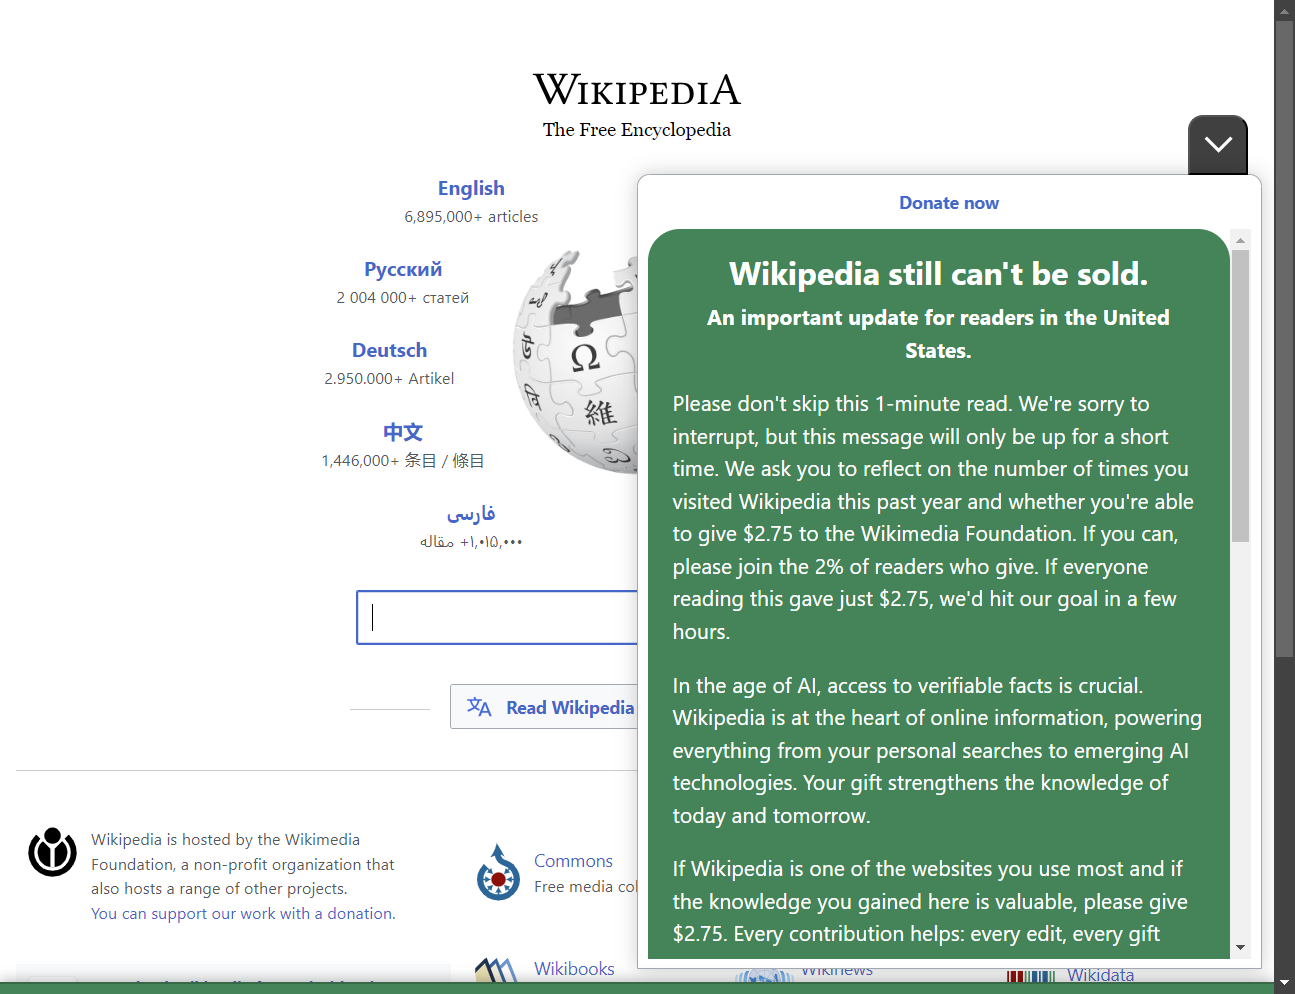 WIKIPEDIA
The Free Encyclopedia
English
6,895,000+ articles
Русский
2 004 000+ статей
Deutsch
2.950.000+ Artikel
中文
1,446,000+ 条目 / 條目
فارسی
۱,۰۱۵,۰۰۰+ مقاله
Ω
維
Read Wikipedia
Donate now
Wikipedia still can't be sold.
An important update for readers in the United
States.
Please don't skip this 1-minute read. We're sorry to
interrupt, but this message will only be up for a short
time. We ask you to reflect on the number of times you
visited Wikipedia this past year and whether you're able
to give $2.75 to the Wikimedia Foundation. If you can,
please join the 2% of readers who give. If everyone
reading this gave just $2.75, we'd hit our goal in a few
hours.
In the age of AI, access to verifiable facts is crucial.
Wikipedia is at the heart of online information, powering
everything from your personal searches to emerging AI
technologies. Your gift strengthens the knowledge of
today and tomorrow.
If Wikipedia is one of the websites you use most and if
the knowledge you gained here is valuable, please give
$2.75. Every contribution helps: every edit, every gift
Wikipedia is hosted by the Wikimedia
Foundation, a non-profit organization that
also hosts a range of other projects.
You can support our work with a donation.
Commons
Free media col
Wikibooks
Wikinews
Wikidata